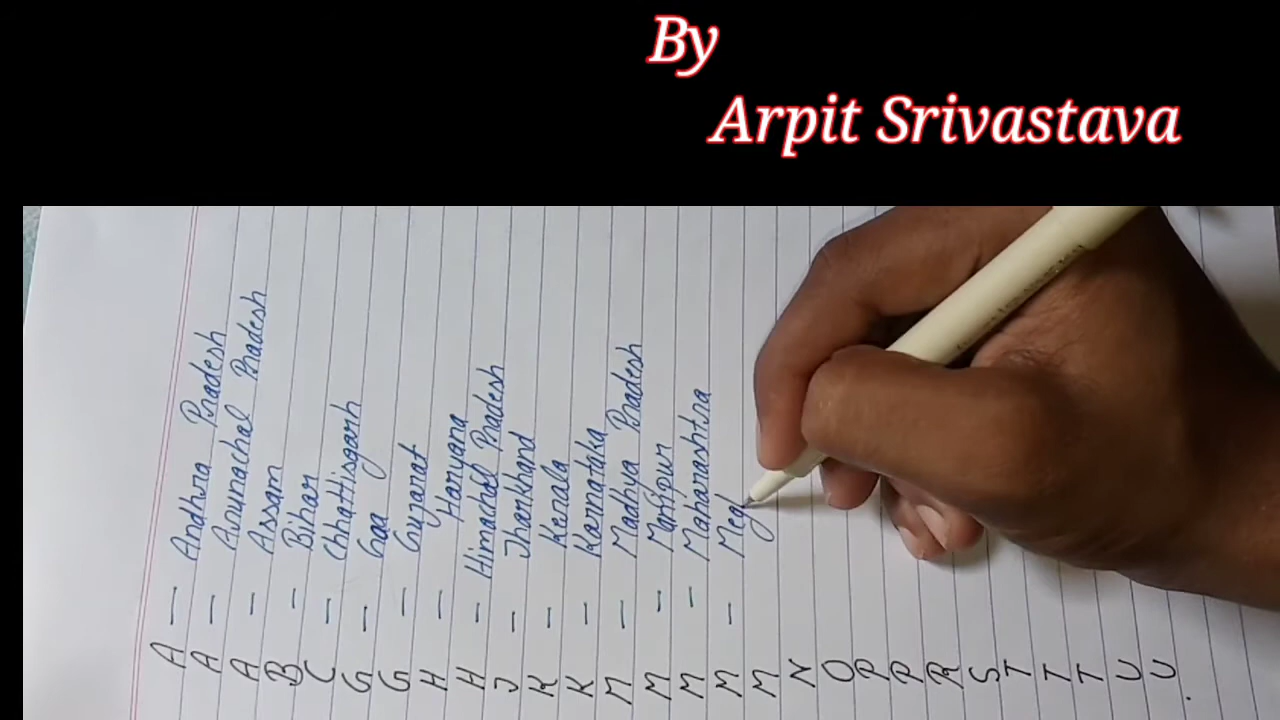 By
Arpit Srivastava
A - Andhra Pradesh
A - Arunachal Pradesh
A - Assam
B - Bihar
C - Chhattisgarh
G - Goa
G - Gujarat
H - Haryana
H - Himachal Pradesh
J - Jharkhand
K - Kerala
K - Karnataka
M - Madhya Pradesh
M - Manipur
M - Maharashtra
M - Meg
M
N
O
P
P
R
S
T
T
T
U
U
.